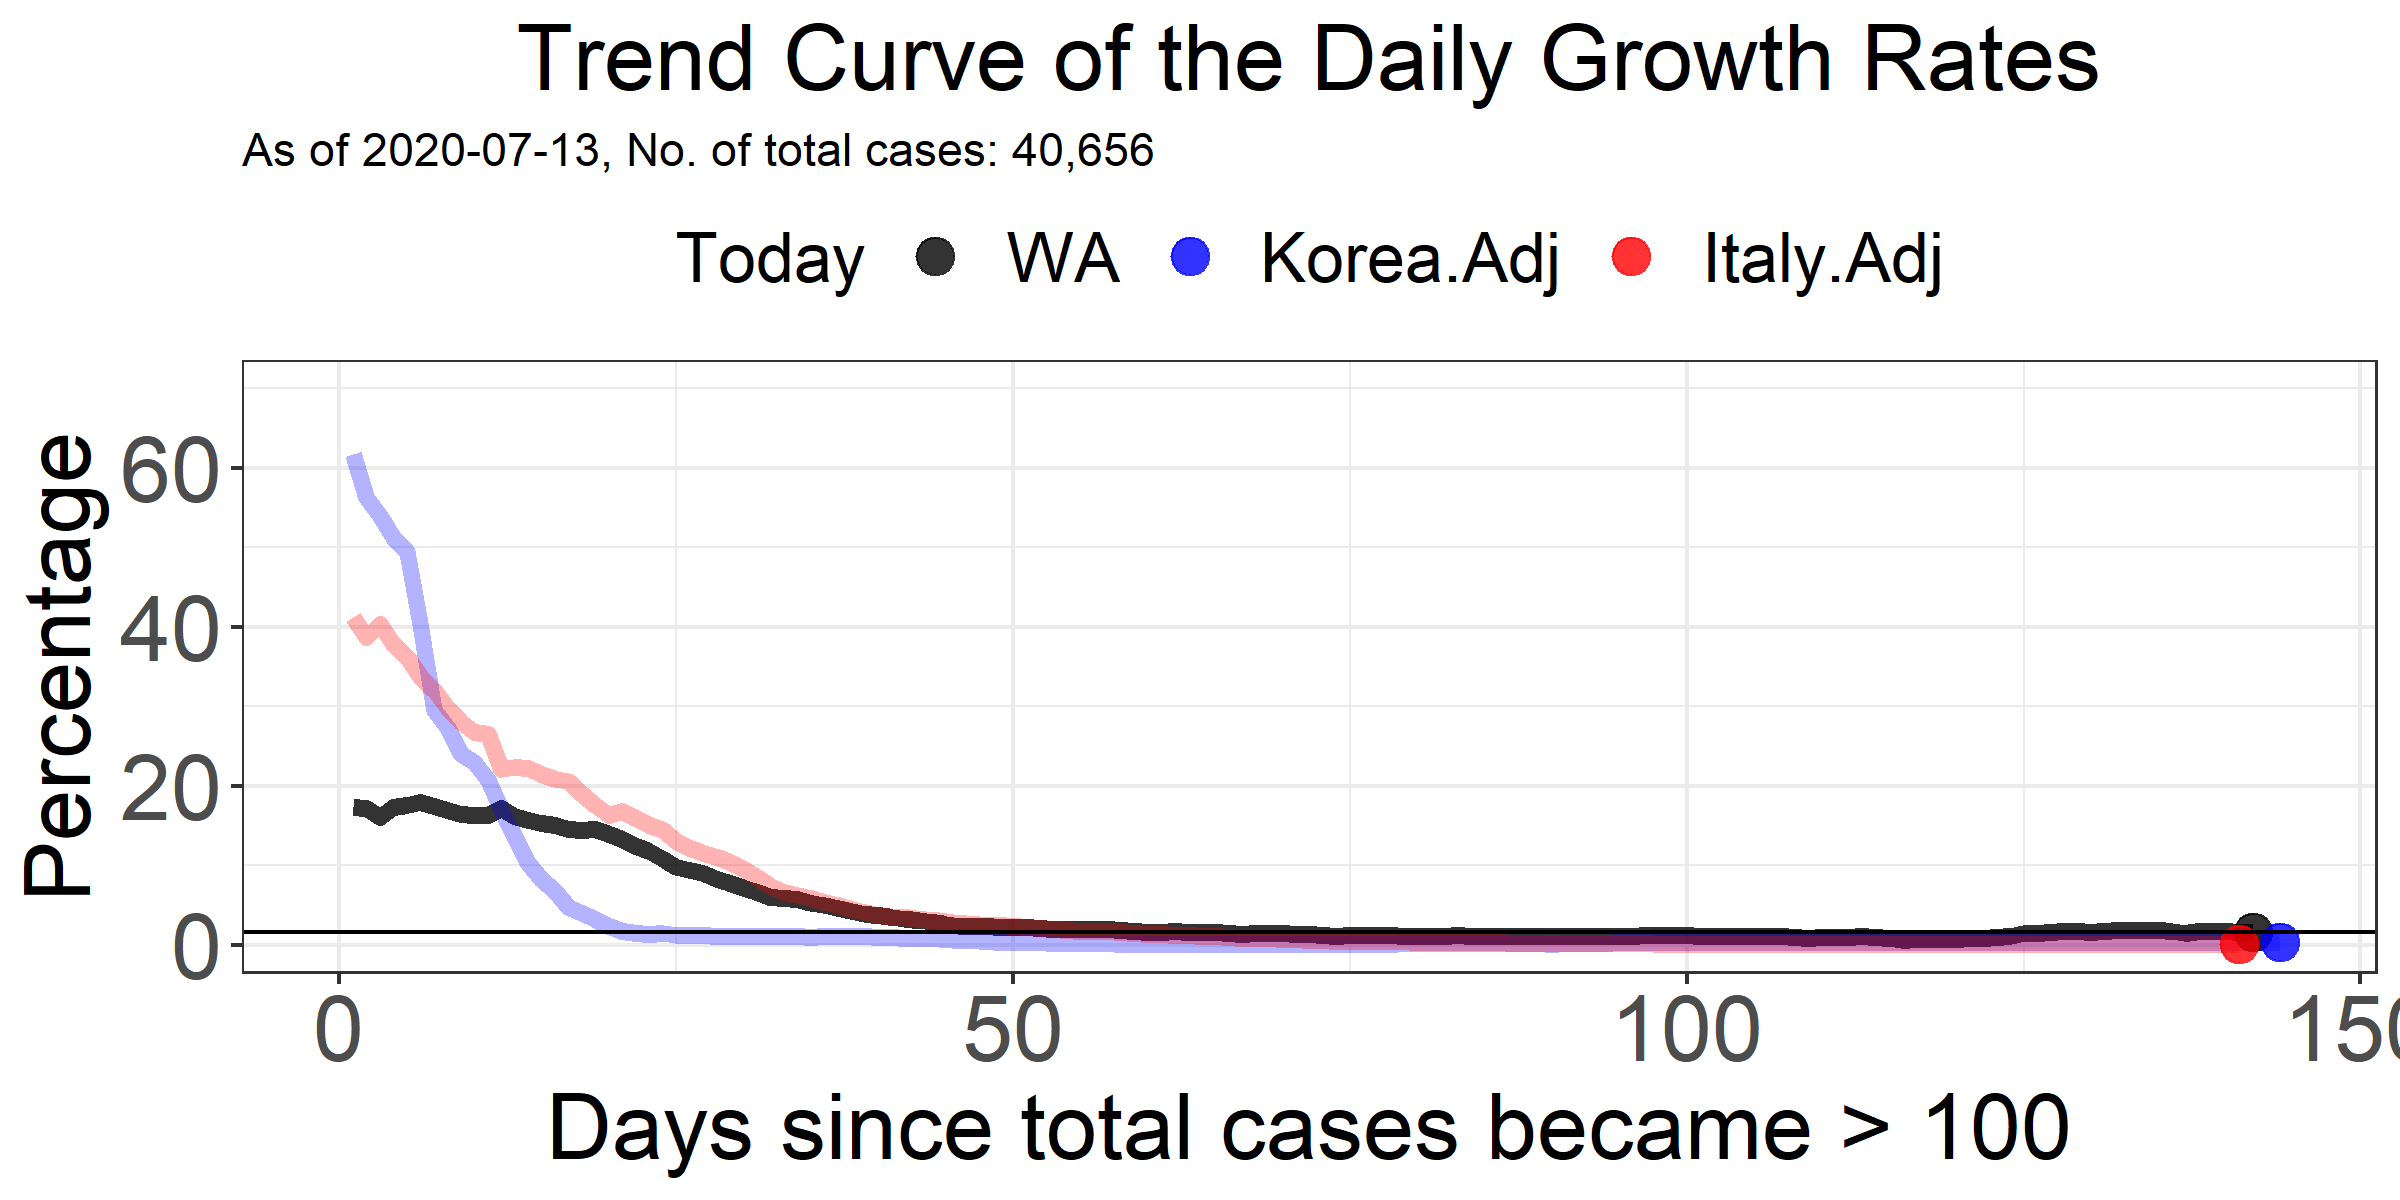 Trend Curve of the Daily Growth Rates
As of 2020-07-13, No. of total cases: 40,656
Today WA Korea.Adj Italy.Adj
Percentage
60
40
20
0
0 50 100 150
Days since total cases became > 100